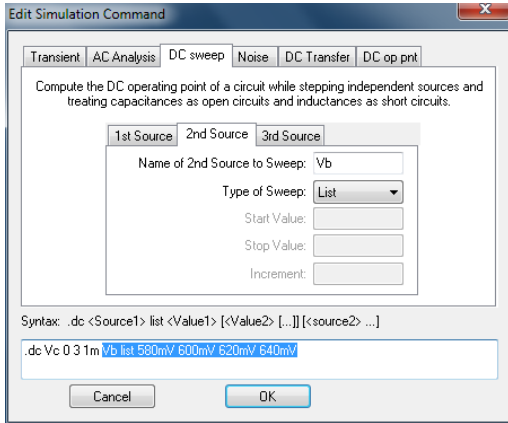 Edit Simulation Command
Transient AC Analysis DC sweep Noise DC Transfer DC op pnt
Compute the DC operating point of a circuit while stepping independent sources and
treating capacitances as open circuits and inductances as short circuits.
1st Source 2nd Source 3rd Source
Name of 2nd Source to Sweep: Vb
Type of Sweep: List
Start Value:
Stop Value:
Increment:
Syntax: .dc <Source1> list <Value1> [<Value2> [...]] [<source2> ...]
.dc Vc 0 3 1m Vb list 580mV 600mV 620mV 640mV
Cancel OK